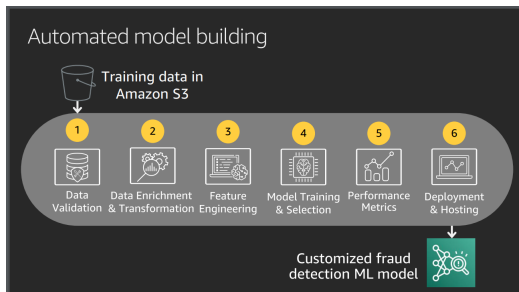 Automated model building
Training data in
Amazon S3
1
2
3
4
5
6
Data
Validation
Data Enrichment
& Transformation
Feature
Engineering
Model Training
& Selection
Performance
Metrics
Deployment
& Hosting
Customized fraud
detection ML model